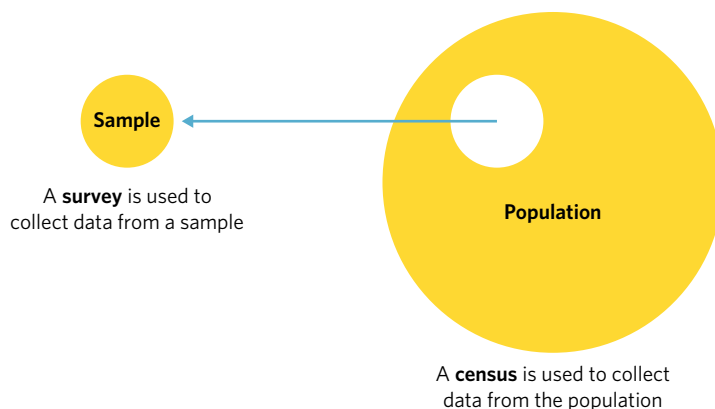 Sample
A survey is used to
collect data from a sample
Population
A census is used to collect
data from the population